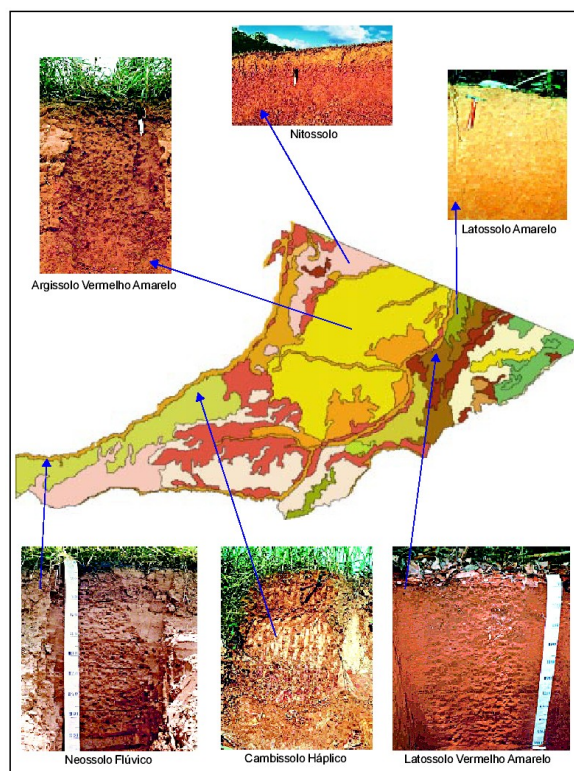 Nitossolo
Latossolo Amarelo
Argissolo Vermelho Amarelo
Neossolo Flúvico
Cambissolo Háplico
Latossolo Vermelho Amarelo